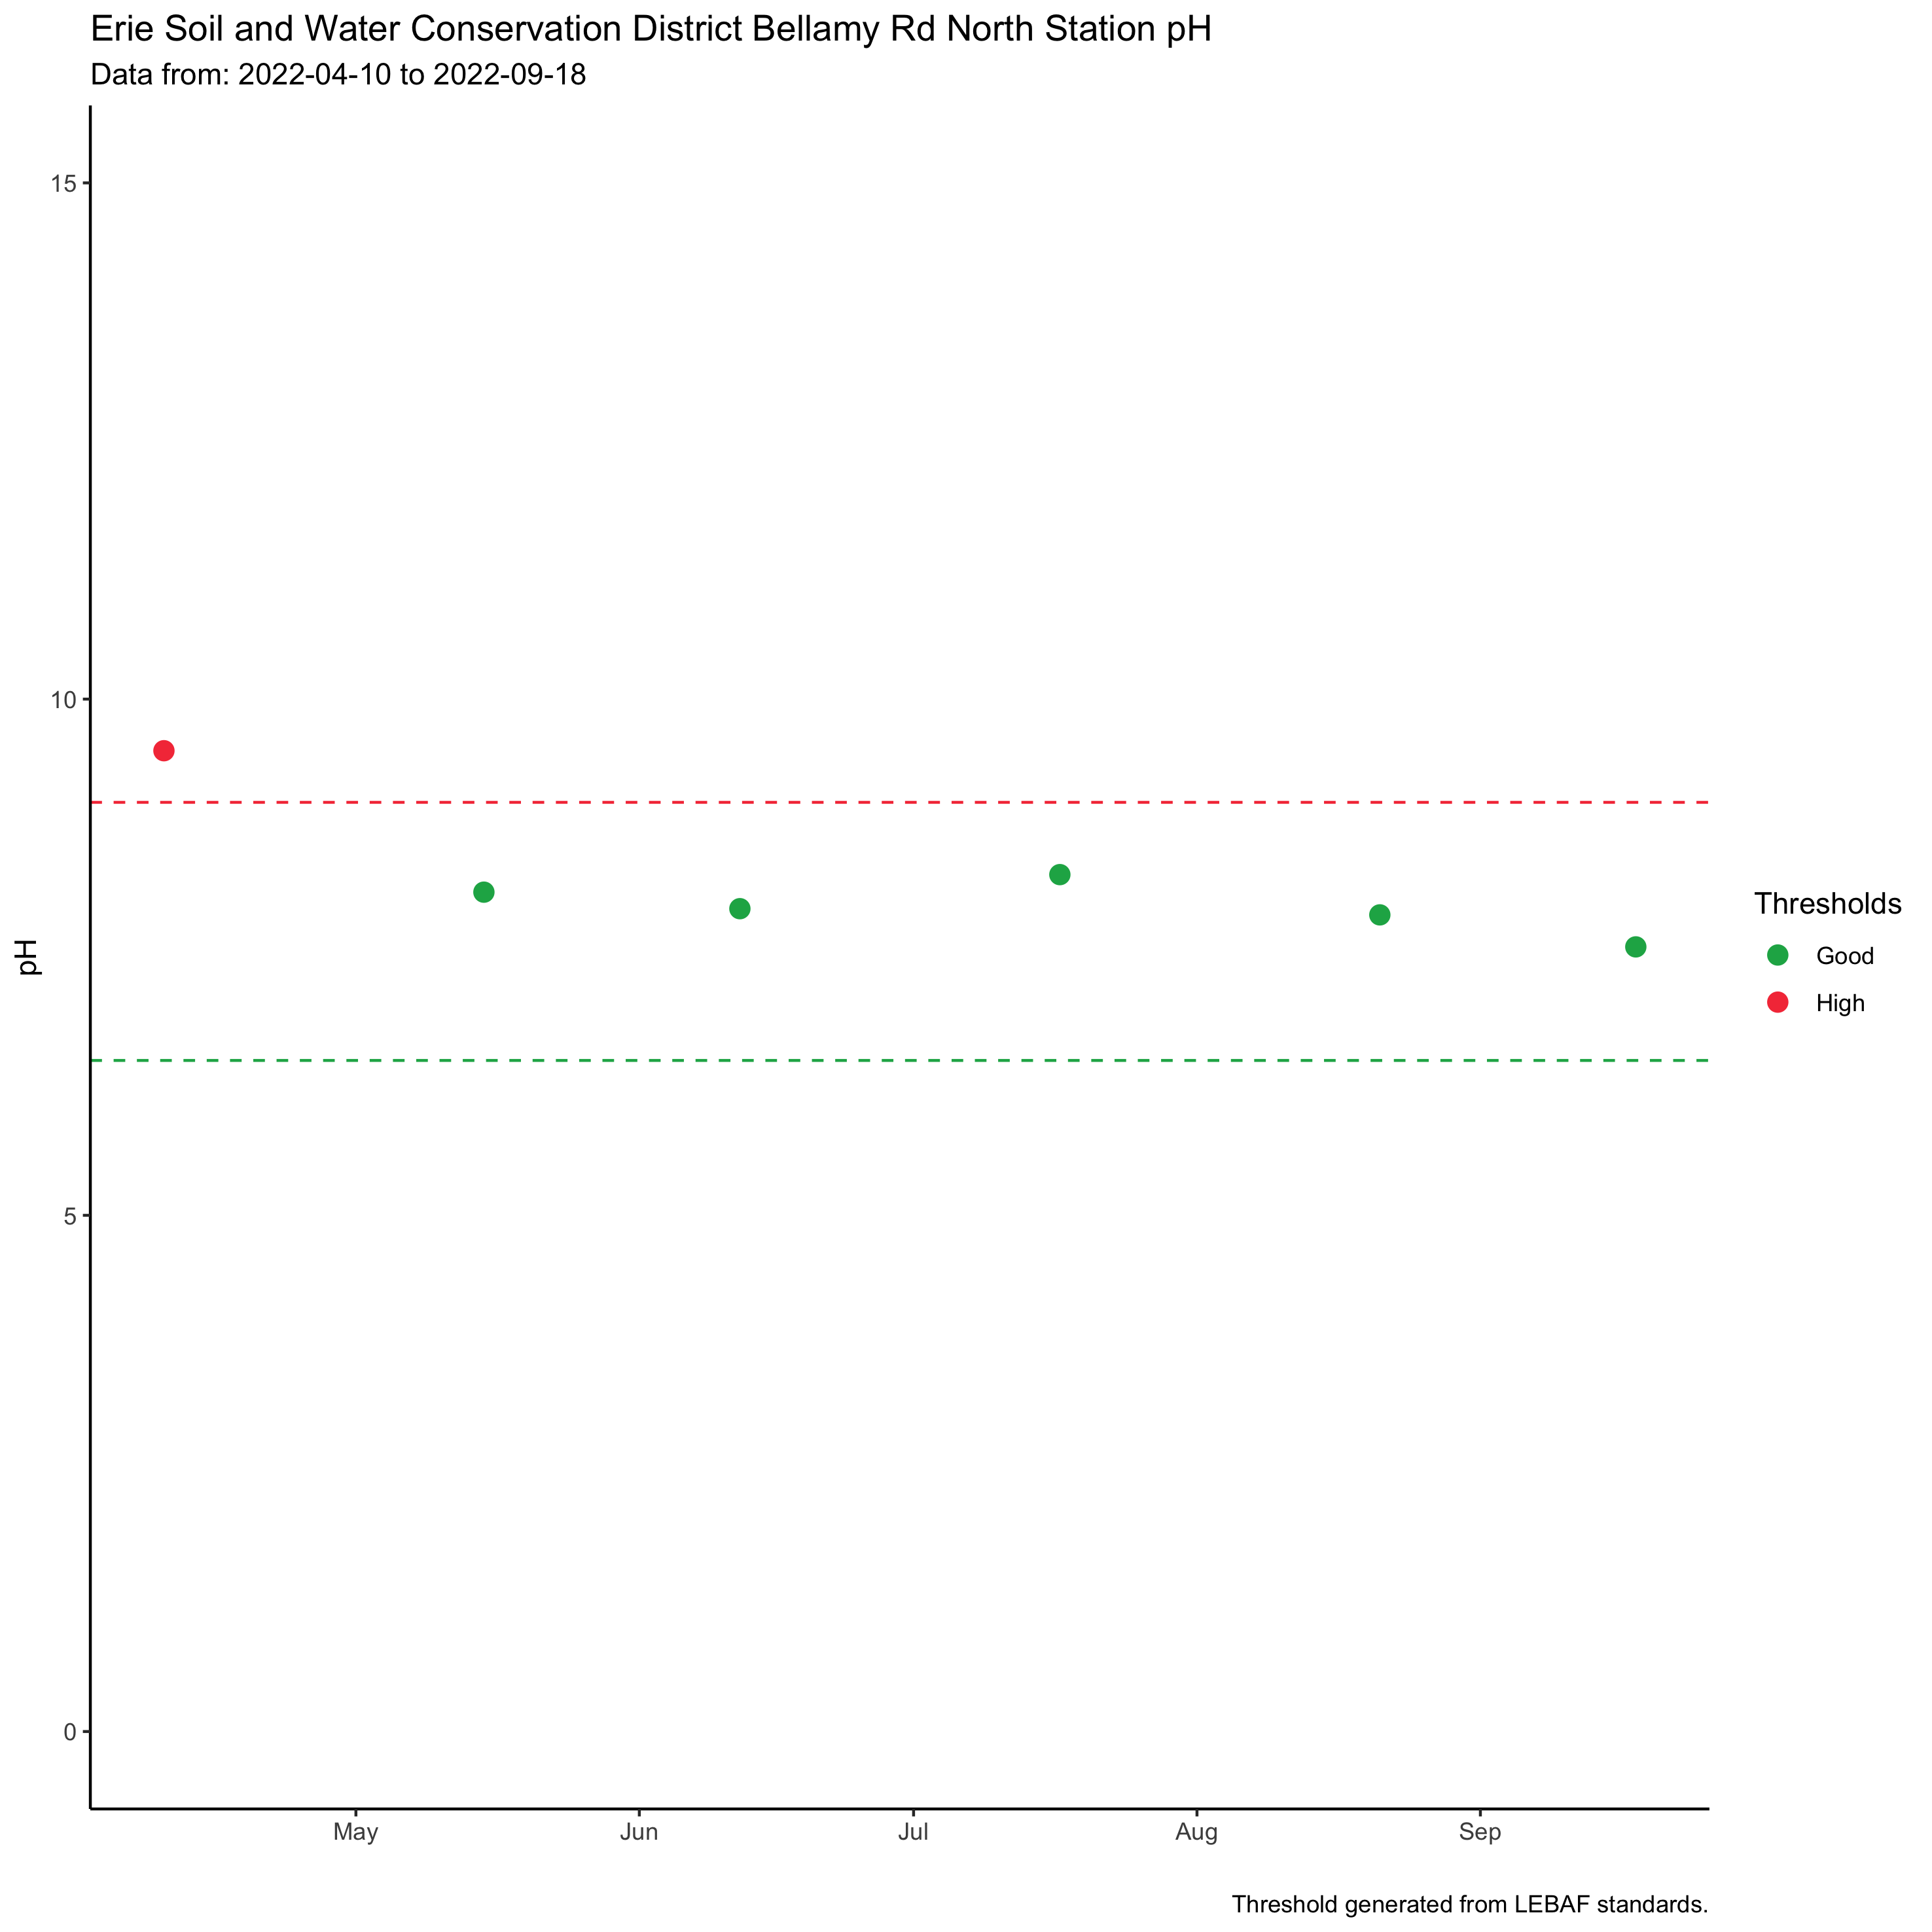 Erie Soil and Water Conservation District Bellamy Rd North Station pH
Data from: 2022-04-10 to 2022-09-18
15
10
5
0
pH
May
Jun
Jul
Aug
Sep
Thresholds
Good
High
Threshold generated from LEBAF standards.